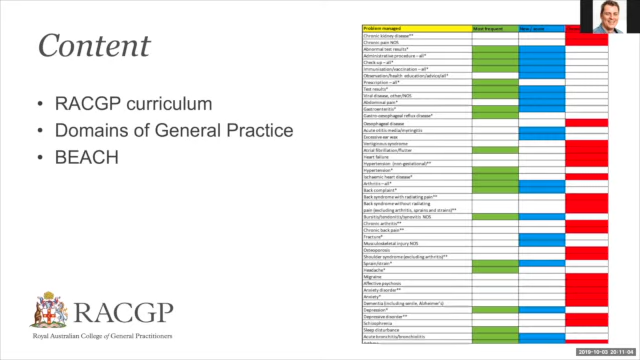 Content
• RACGP curriculum
• Domains of General Practice
• BEACH
RACGP
Royal Australian College of General Practitioners
Problem managed Most frequent New / acute
Chronic kidney disease**
Chronic pain NOS
Abnormal test results*
Administrative procedure – all*
Check-up – all*
Immunisation/vaccination – all*
Observation/health education/advice/all*
Prescription – all*
Test results*
Viral disease, other/NOS
Abdominal pain*
Gastroenteritis*
Gastro-oesophageal reflux disease*
Oesophageal disease
Acute otitis media/myringitis
Excessive ear wax
Vertiginous syndrome
Atrial fibrillation/flutter
Heart failure
Hypertension (non-gestational)**
Hypertension*
Ischaemic heart disease*
Arthritis – all*
Back complaint*
Back syndrome with radiating pain**
Back syndrome without radiating
pain (excluding arthritis, sprains and strains)**
Bursitis/tendonitis/synovitis NOS
Chronic arthritis**
Chronic back pain**
Fracture*
Musculoskeletal injury NOS
Osteoporosis
Shoulder syndrome (excluding arthritis)**
Sprain/strain*
Headache*
Migraine
Affective psychosis
Anxiety disorder**
Anxiety*
Dementia (including senile, Alzheimer's)
Depression*
Depressive disorder**
Schizophrenia
Sleep disturbance
Acute bronchitis/bronchiolitis
2019-10-03 20:11:04